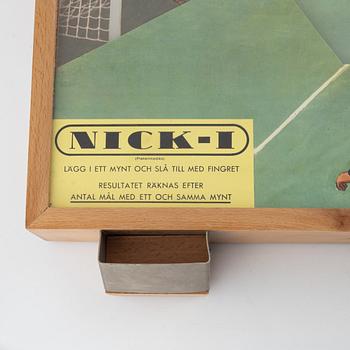 NICK-I
(Patentsökt)
LÄGG I ETT MYNT OCH SLÅ TILL MED FINGRET
RESULTATET RÄKNAS EFTER
ANTAL MÅL MED ETT OCH SAMMA MYNT